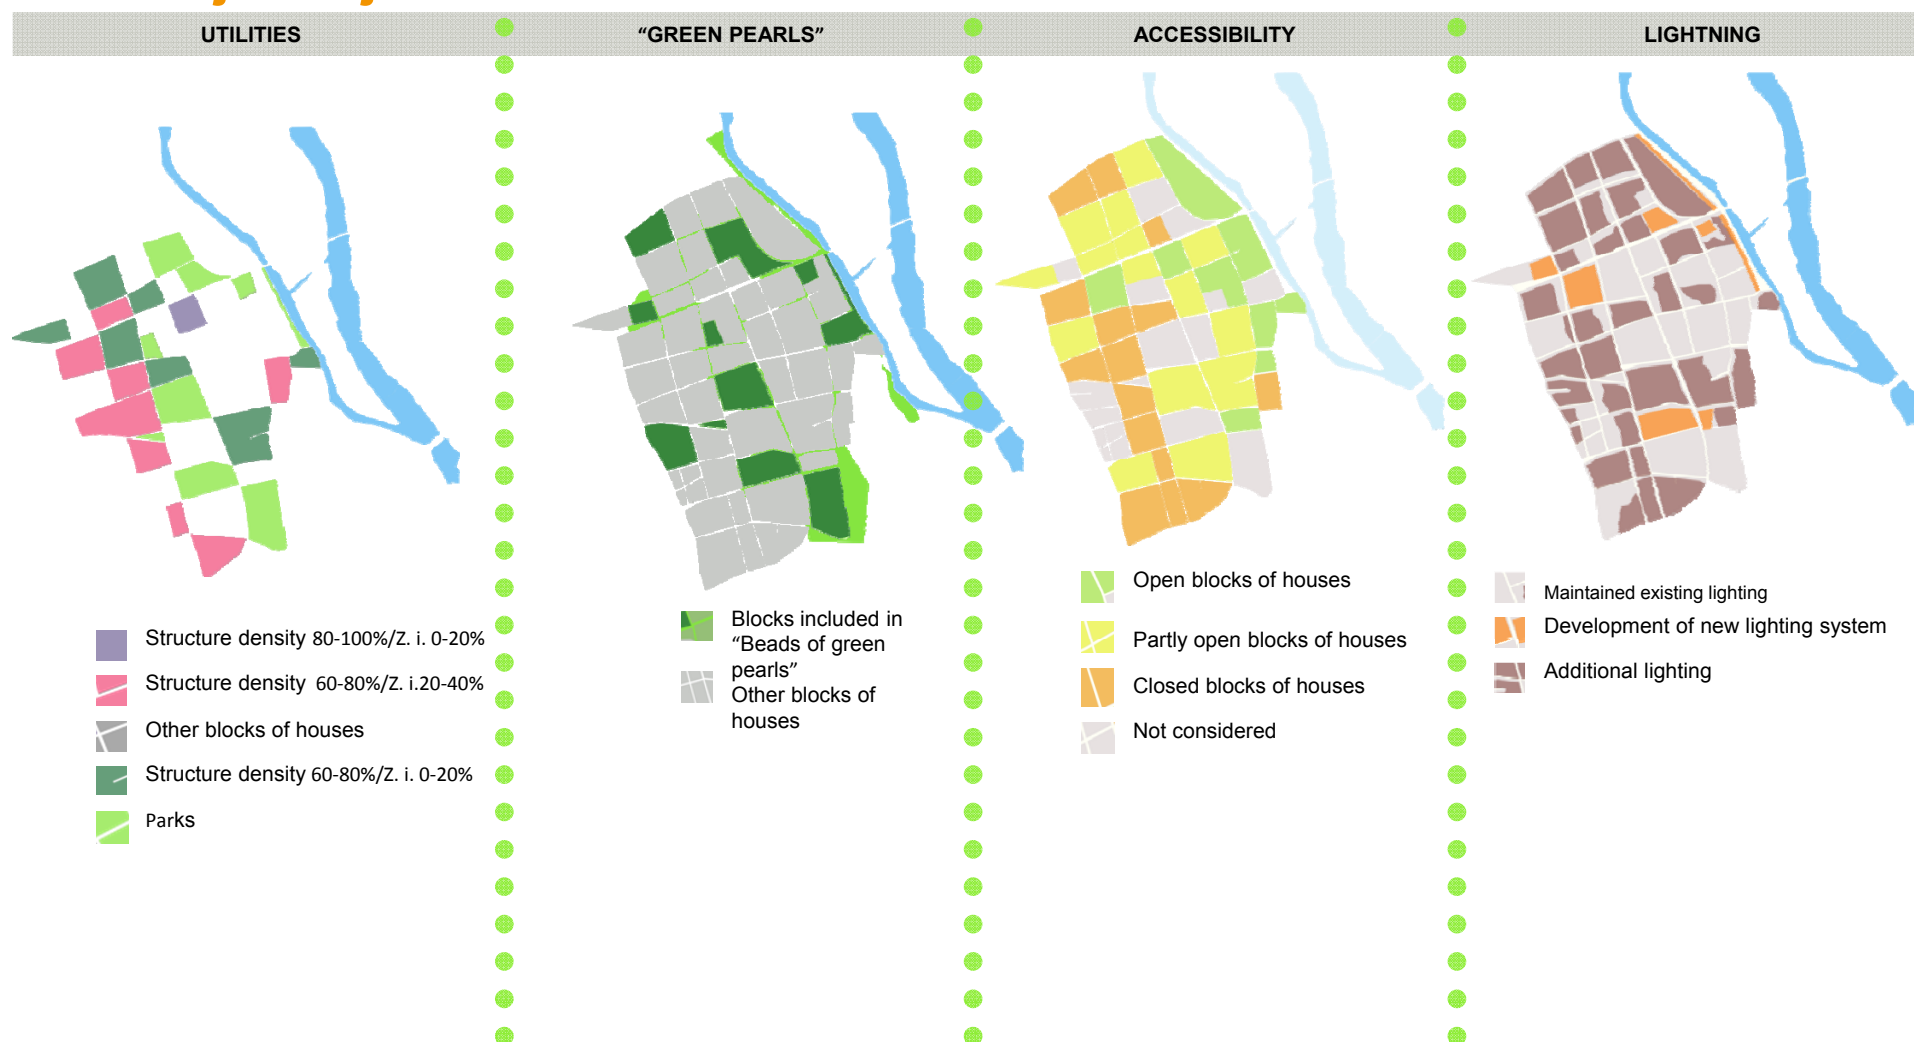 UTILITIES
“GREEN PEARLS”
ACCESSIBILITY
LIGHTNING
Structure density 80-100%/Z. i. 0-20%
Structure density 60-80%/Z. i.20-40%
Other blocks of houses
Structure density 60-80%/Z. i. 0-20%
Parks
Blocks included in
“Beads of green
pearls”
Other blocks of
houses
Open blocks of houses
Partly open blocks of houses
Closed blocks of houses
Not considered
Maintained existing lighting
Development of new lighting system
Additional lighting